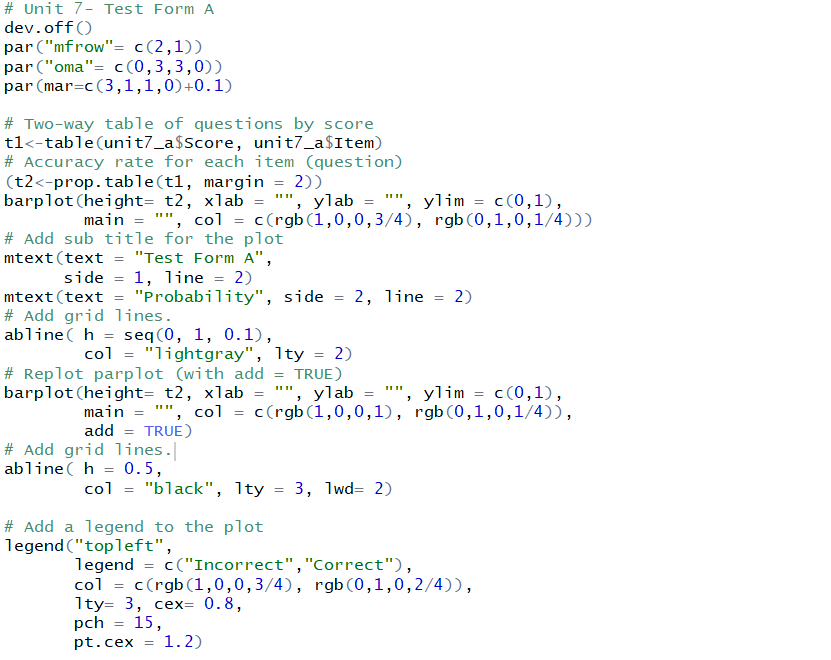 # Unit 7- Test Form A
dev.off()
par("mfrow"= c(2,1))
par("oma"= c(0,3,3,0))
par(mar=c(3,1,1,0)+0.1)

# Two-way table of questions by score
t1<-table(unit7_a$Score, unit7_a$Item)
# Accuracy rate for each item (question)
(t2<-prop.table(t1, margin = 2))
barplot(height= t2, xlab = "", ylab = "", ylim = c(0,1),
        main = "", col = c(rgb(1,0,0,3/4), rgb(0,1,0,1/4)))
# Add sub title for the plot
mtext(text = "Test Form A",
      side = 1, line = 2)
mtext(text = "Probability", side = 2, line = 2)
# Add grid lines.
abline( h = seq(0, 1, 0.1),
        col = "lightgray", lty = 2)
# Replot parplot (with add = TRUE)
barplot(height= t2, xlab = "", ylab = "", ylim = c(0,1),
        main = "", col = c(rgb(1,0,0,1), rgb(0,1,0,1/4)),
        add = TRUE)
# Add grid lines.
abline( h = 0.5,
        col = "black", lty = 3, lwd= 2)

# Add a legend to the plot
legend("topleft",
       legend = c("Incorrect","Correct"),
       col = c(rgb(1,0,0,3/4), rgb(0,1,0,2/4)),
       lty= 3, cex= 0.8,
       pch = 15,
       pt.cex = 1.2)